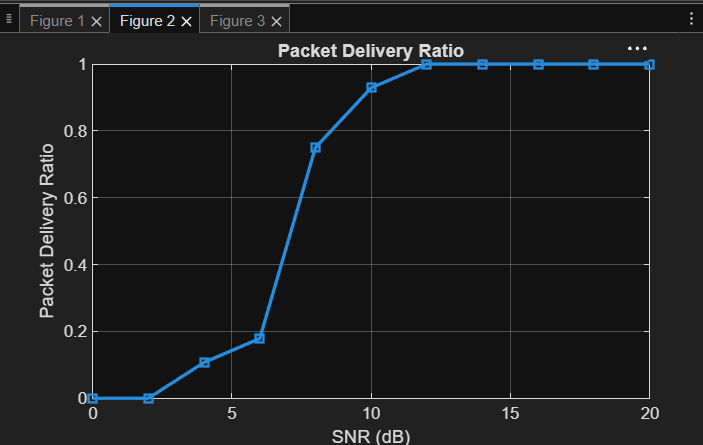 Figure 1 × Figure 2 × Figure 3 ×
Packet Delivery Ratio
1
0.8
0.6
0.4
0.2
0
Packet Delivery Ratio
0 5 10 15 20
SNR (dB)